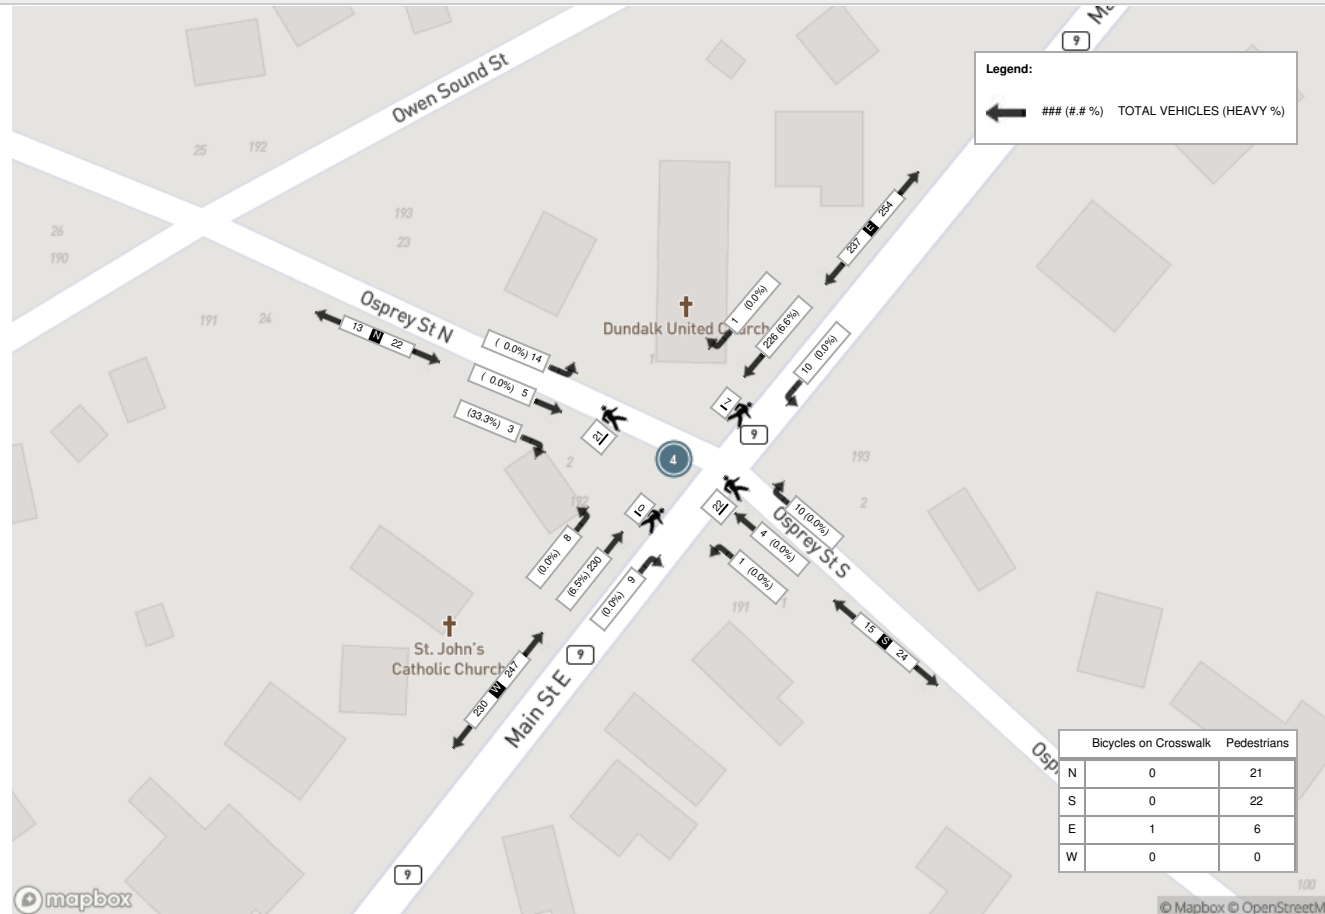 Ma
9
Legend:
### (#.# %) TOTAL VEHICLES (HEAVY %)
Owen Sound St
25
192
193
23
26
190
191
24
254
E
237
Osprey St N
13 N 22
Dundalk United Church
1 (0.0%)
226 (6.6%)
10 (0.0%)
1
( 0.0%) 14
( 0.0%) 5
(33.3%) 3
7
21
9
4
193
2
2
192
0
22
10 (0.0%)
Osprey St S
4 (0.0%)
1 (0.0%)
(0.0%) 8
(6.5%) 230
(0.0%) 9
191
1
15 S 24
St. John's
Catholic Church
9
230 W 247
Main St E
Osp
Bicycles on Crosswalk Pedestrians
N 0 21
S 0 22
E 1 6
W 0 0
9
100
mapbox
© Mapbox © OpenStreetM